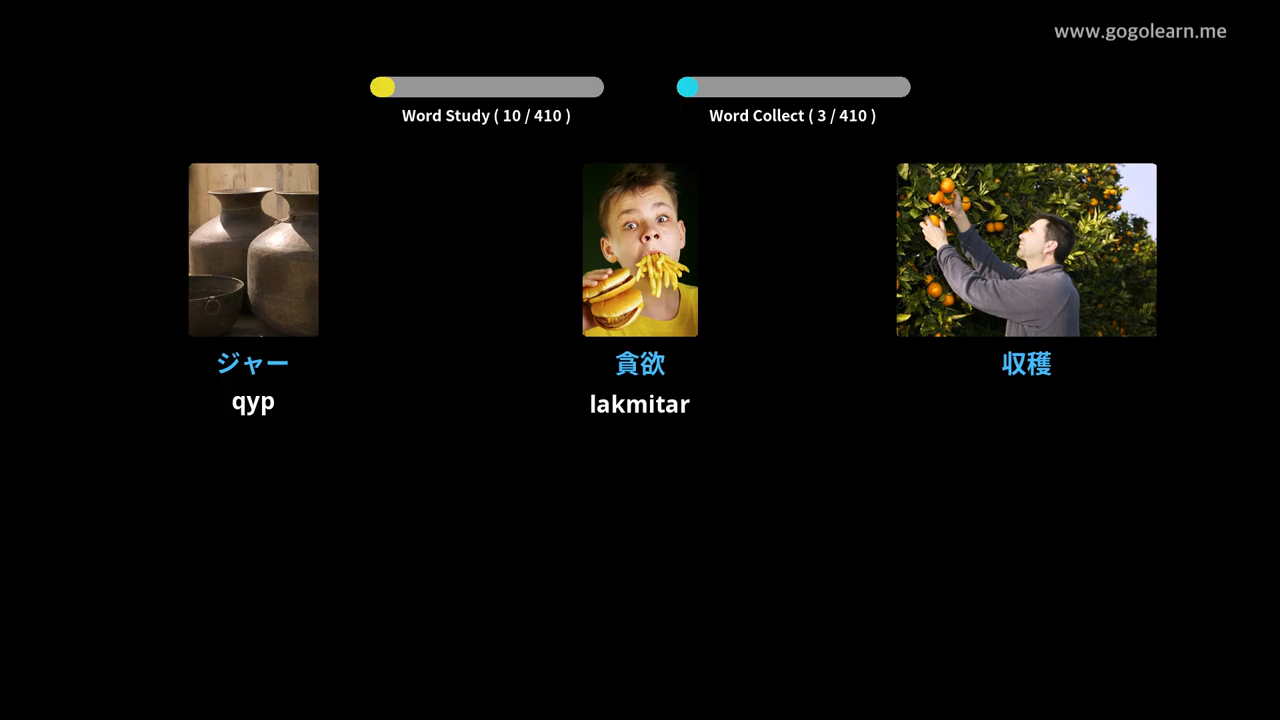 www.gogolearn.me
Word Study ( 10 / 410 )
Word Collect ( 3 / 410 )
ジャー
貪欲
収穫
qyp
lakmitar